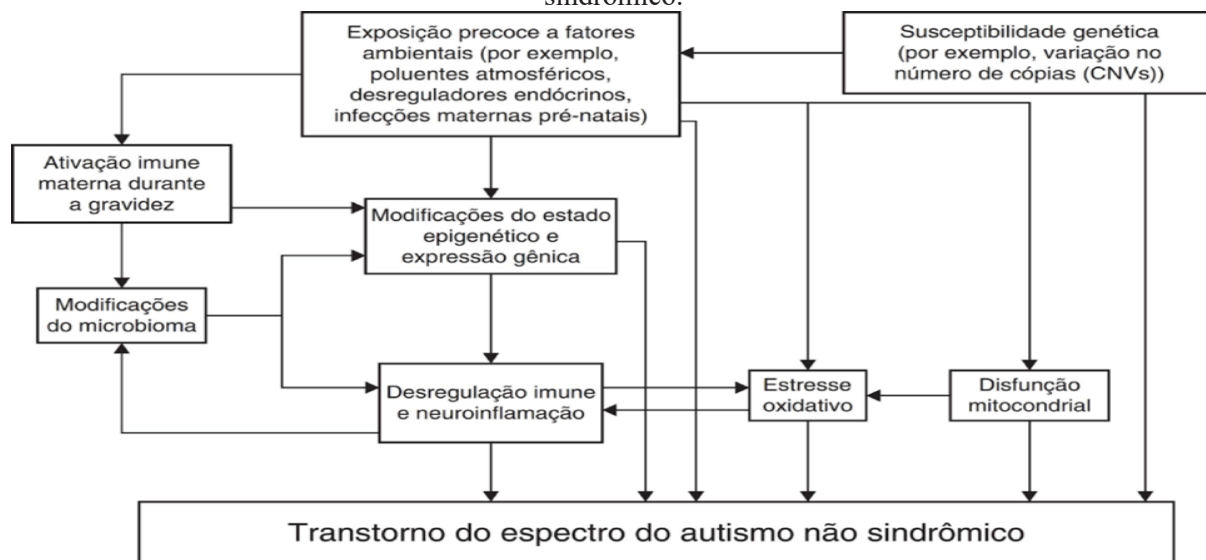 sindrômico.
Exposição precoce a fatores
ambientais (por exemplo,
poluentes atmosféricos,
desreguladores endócrinos,
infecções maternas pré-natais)
Susceptibilidade genética
(por exemplo, variação no
número de cópias (CNVs))
Ativação imune
materna durante
a gravidez
Modificações do estado
epigenético e
expressão gênica
Modificações
do microbioma
Desregulação imune
e neuroinflamação
Estresse
oxidativo
Disfunção
mitocondrial
Transtorno do espectro do autismo não sindrômico